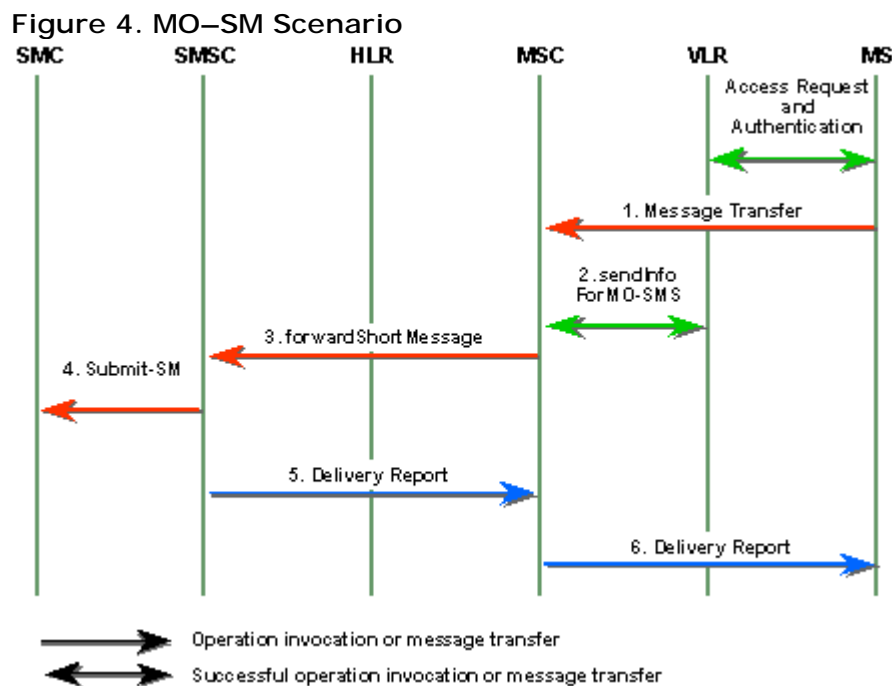 Figure 4. MO–SM Scenario
SMC SMSC HLR MSC VLR MS
Access Request
and
Authentication
1. Message Transfer
2. sendInfo
ForMO-SMS
3. forwardShortMessage
4. Submit-SM
5. Delivery Report
6. Delivery Report
Operation invocation or message transfer
Successful operation invocation or message transfer